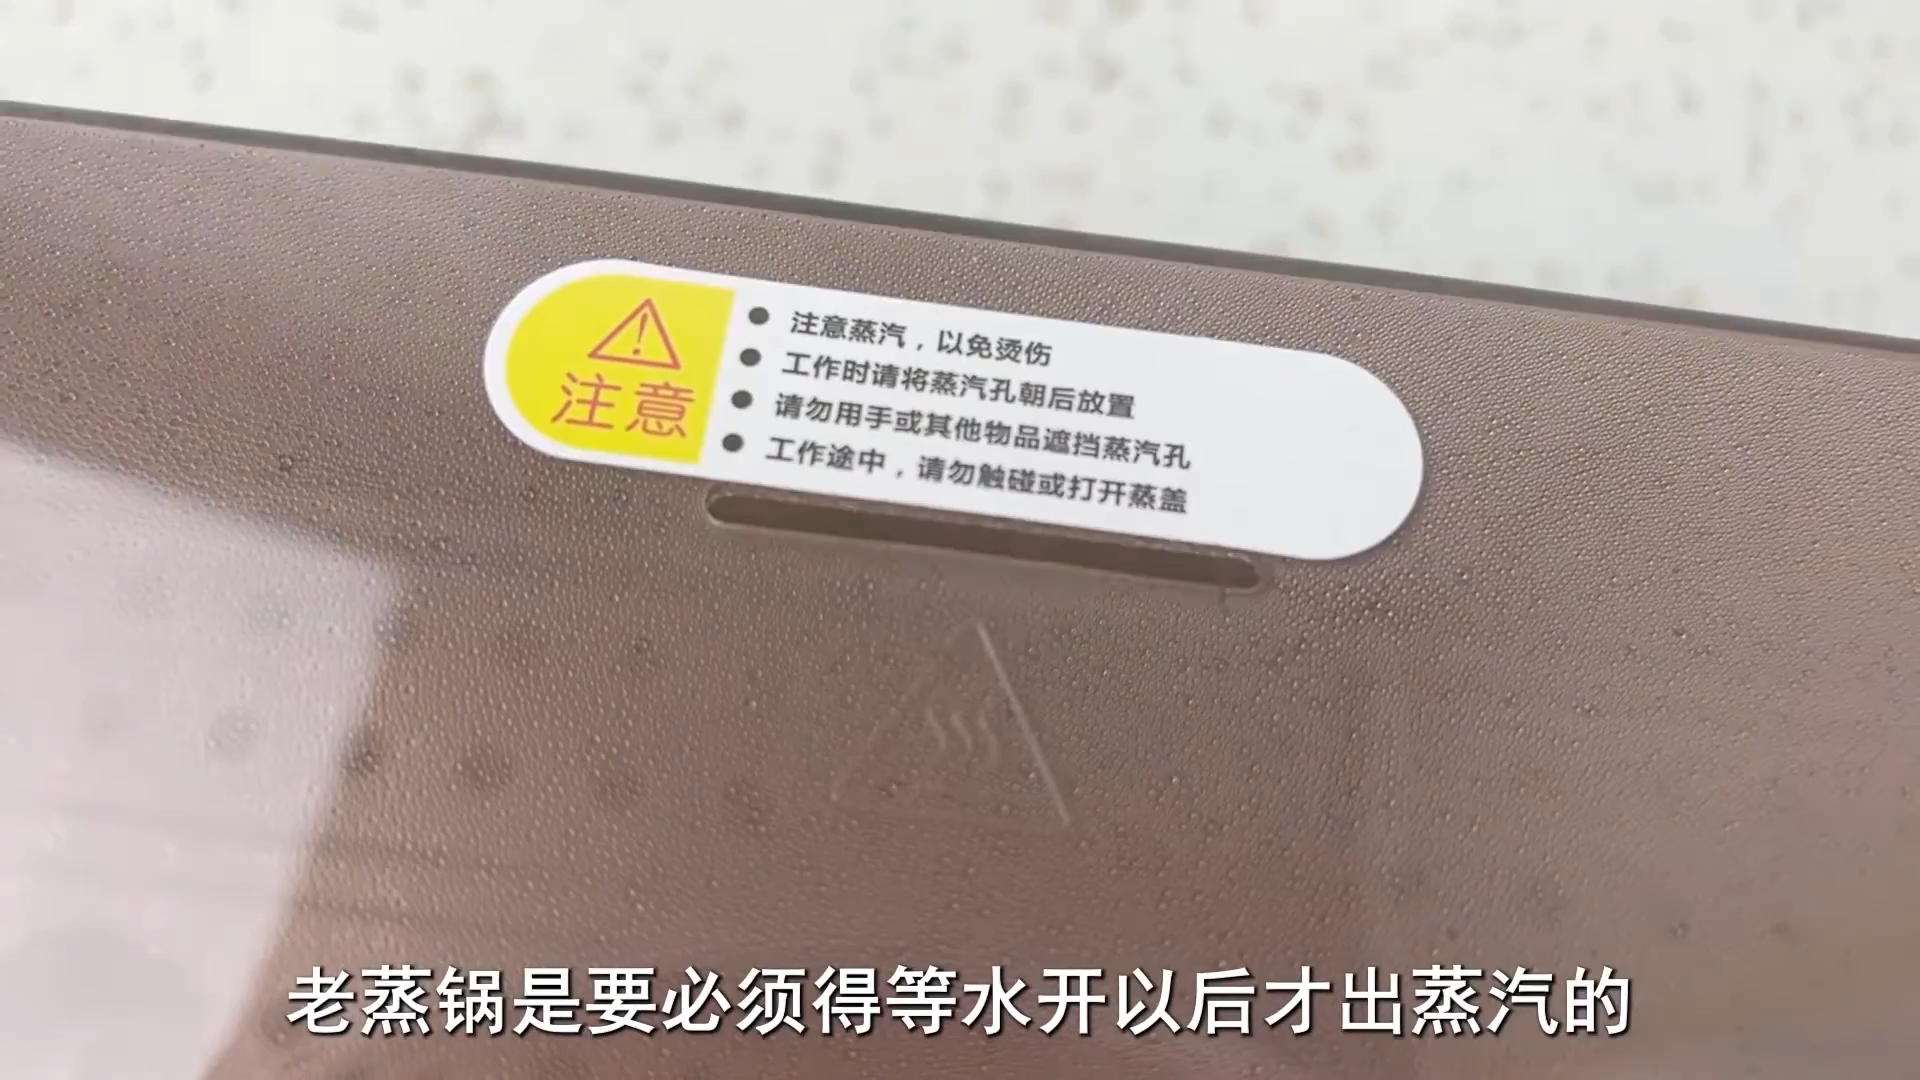 注意
● 注意蒸汽，以免烫伤
● 工作时请将蒸汽孔朝后放置
● 请勿用手或其他物品遮挡蒸汽孔
● 工作途中，请勿触碰或打开蒸盖
老蒸锅是要必须得等水开以后才出蒸汽的